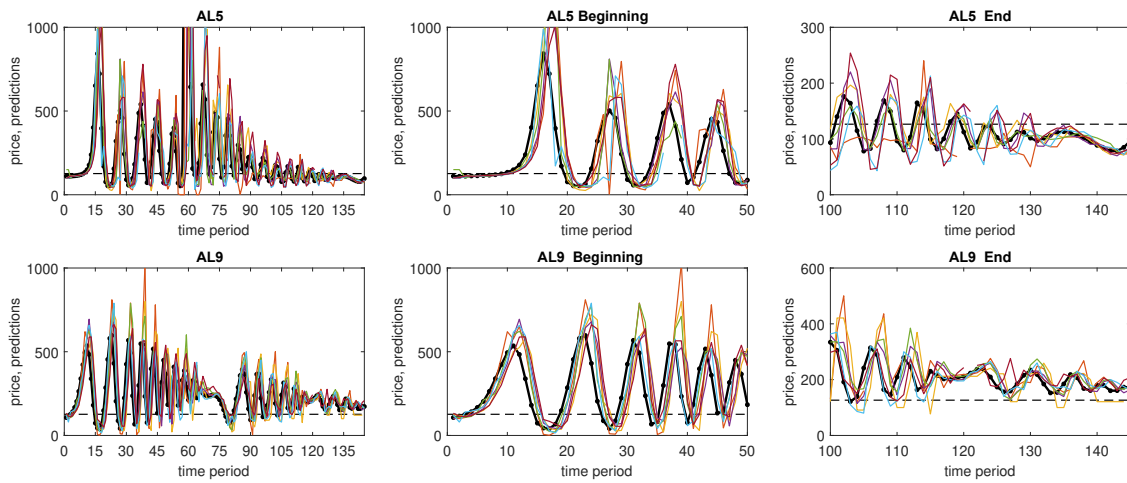 AL5
price, predictions
1000
500
0
0 15 30 45 60 75 90 105 120 135
time period
AL5 Beginning
price, predictions
1000
500
0
0 10 20 30 40 50
time period
AL5 End
price, predictions
300
200
100
0
100 110 120 130 140
time period
AL9
price, predictions
1000
500
0
0 15 30 45 60 75 90 105 120 135
time period
AL9 Beginning
price, predictions
1000
500
0
0 10 20 30 40 50
time period
AL9 End
price, predictions
600
400
200
0
100 110 120 130 140
time period